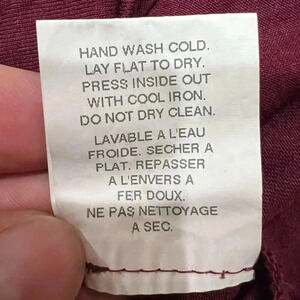 HAND WASH COLD.
LAY FLAT TO DRY.
PRESS INSIDE OUT
WITH COOL IRON.
DO NOT DRY CLEAN.
LAVABLE A L'EAU
FROIDE. SECHER A
PLAT. REPASSER
A L'ENVERS A
FER DOUX.
NE PAS NETTOYAGE
A SEC.